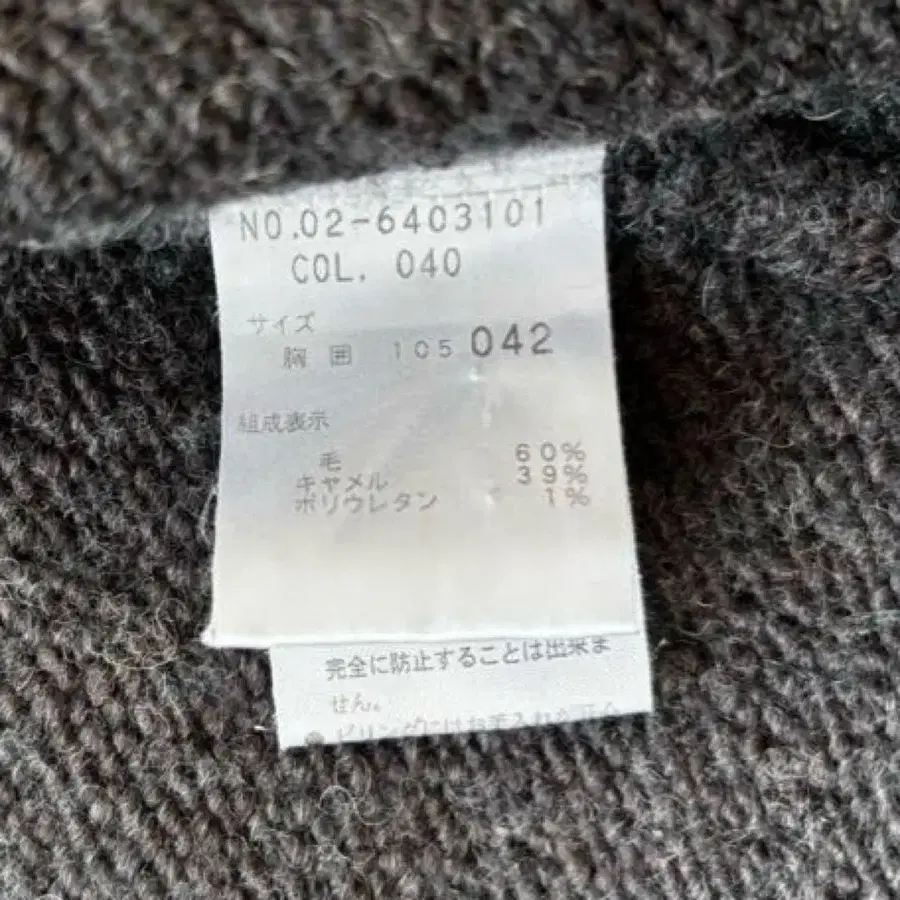 NO.02-6403101
COL. 040
サイズ
胸囲 105 042
組成表示
毛 60%
キャメル 39%
ポリウレタン 1%
完全に防止することは出来ま
せん。